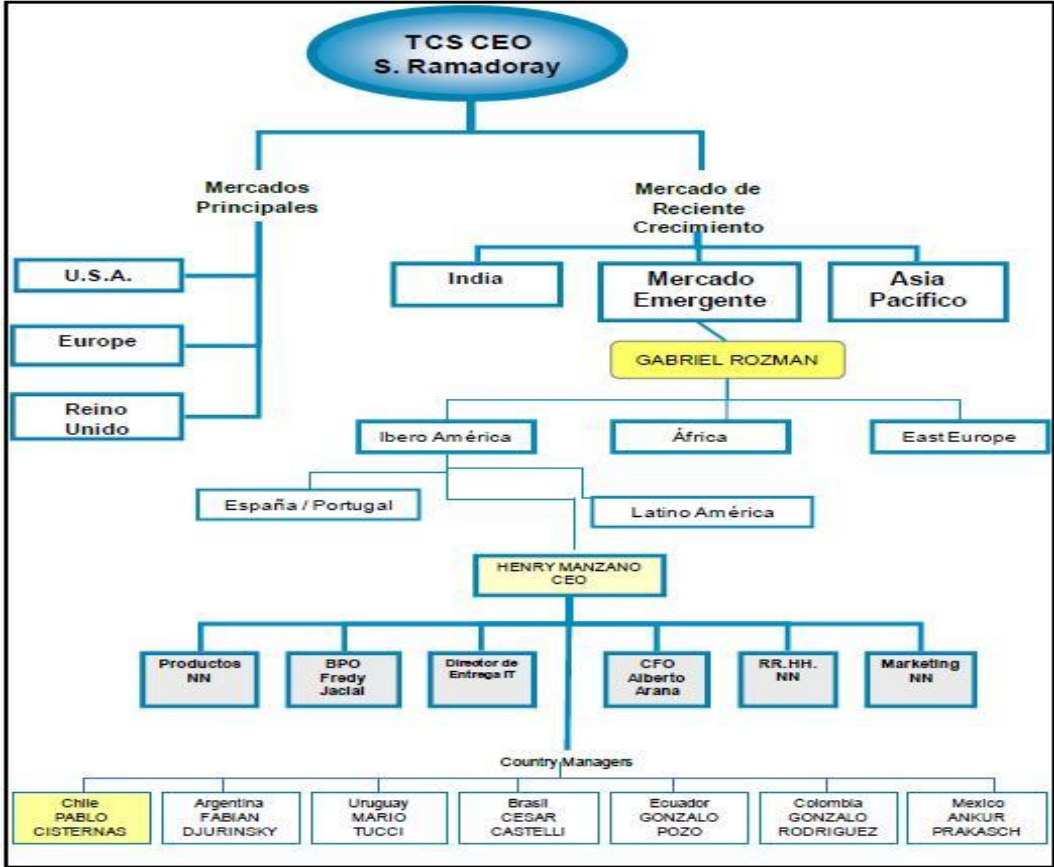 TCS CEO
S. Ramadoray
Mercados
Principales
Mercado de
Reciente
Crecimiento
U.S.A.
Europe
Reino
Unido
India
Mercado
Emergente
Asia
Pacífico
GABRIEL ROZMAN
Ibero América
África
East Europe
España / Portugal
Latino América
HENRY MANZANO
CEO
Productos
NN
BPO
Fredy
Jacial
Director de
Entrega IT
CFO
Alberto
Arana
RR.HH.
NN
Marketing
NN
Country Managers
Chile
PABLO
CISTERNAS
Argentina
FABIAN
DJURINSKY
Uruguay
MARIO
TUCCI
Brasil
CESAR
CASTELLI
Ecuador
GONZALO
POZO
Colombia
GONZALO
RODRIGUEZ
Mexico
ANKUR
PRAKASCH